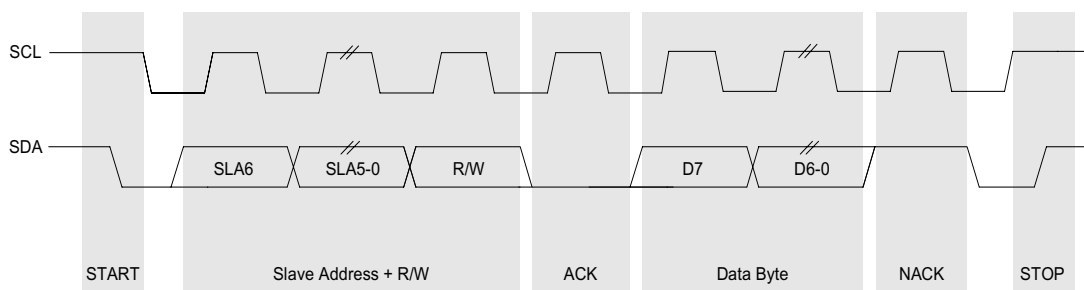 SCL
SDA
SLA6 SLA5-0 R/W D7 D6-0
START Slave Address + R/W ACK Data Byte NACK STOP